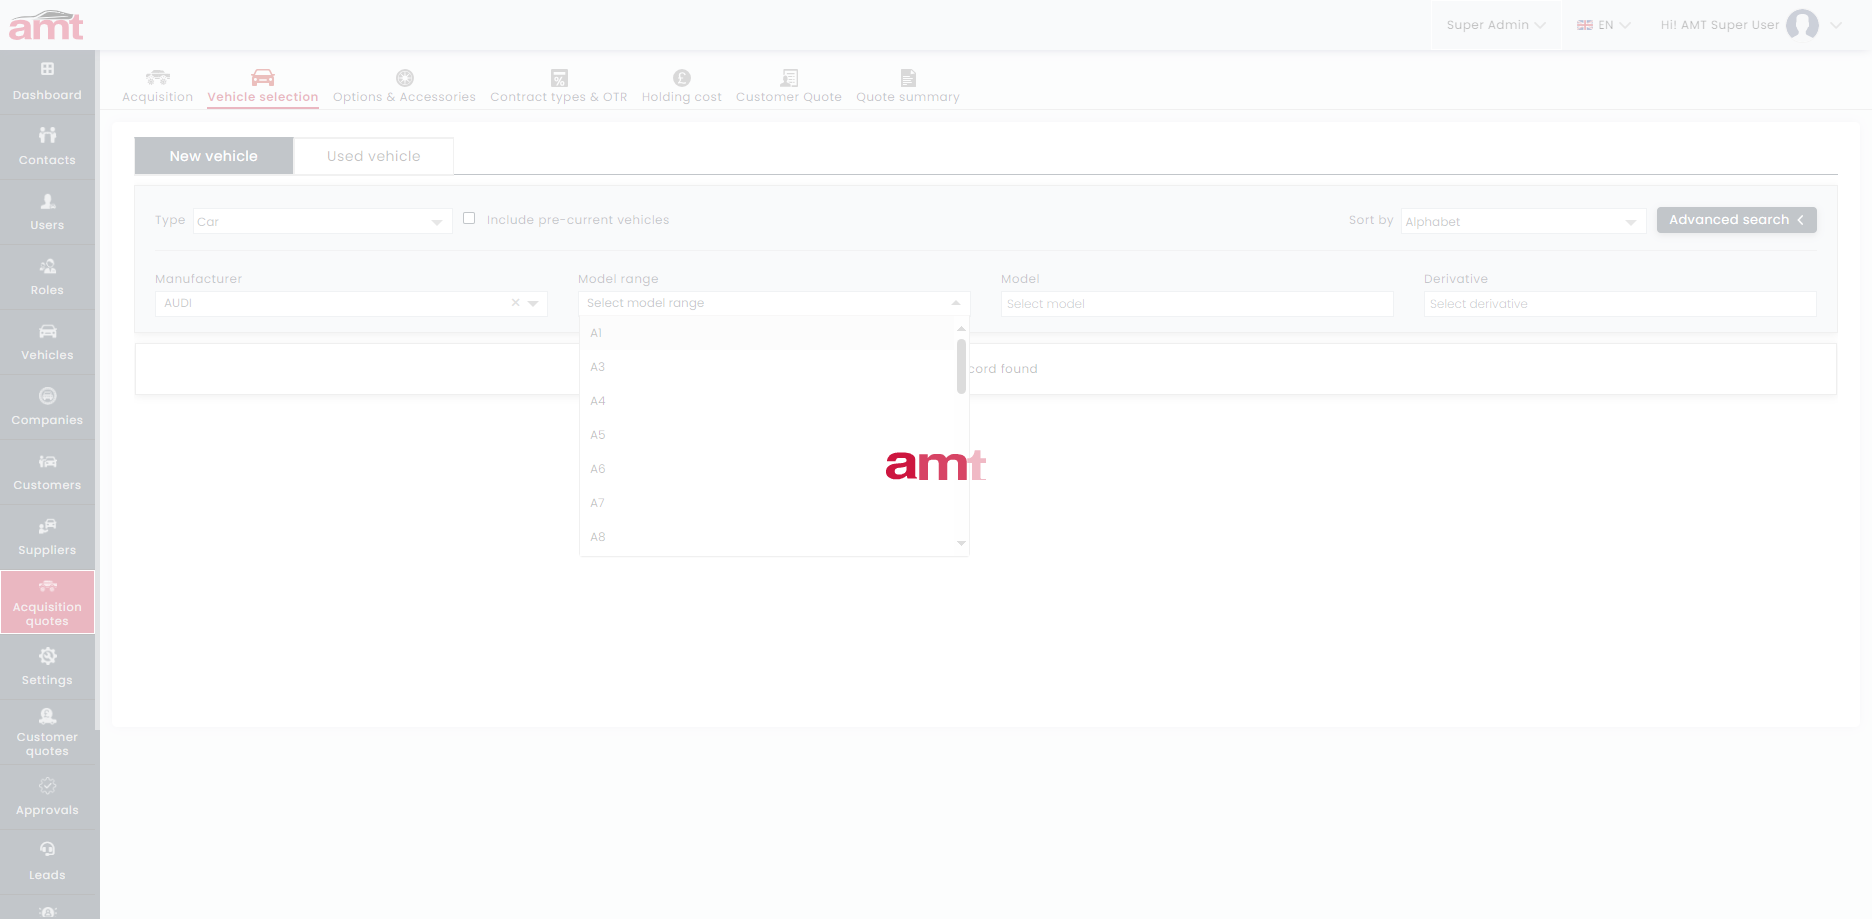 amt
Super Admin
EN
Hi! AMT Super User
Dashboard
Contacts
Users
Roles
Vehicles
Companies
Customers
Suppliers
Acquisition
quotes
Settings
Customer
quotes
Approvals
Leads
Acquisition
Vehicle selection
Options & Accessories
Contract types & OTR
Holding cost
Customer Quote
Quote summary
New vehicle
Used vehicle
Type
Car
Include pre-current vehicles
Sort by
Alphabet
Advanced search
Manufacturer
Model range
Model
Derivative
AUDI
Select model range
Select model
Select derivative
A1
A3
A4
A5
A6
A7
A8
cord found
amt